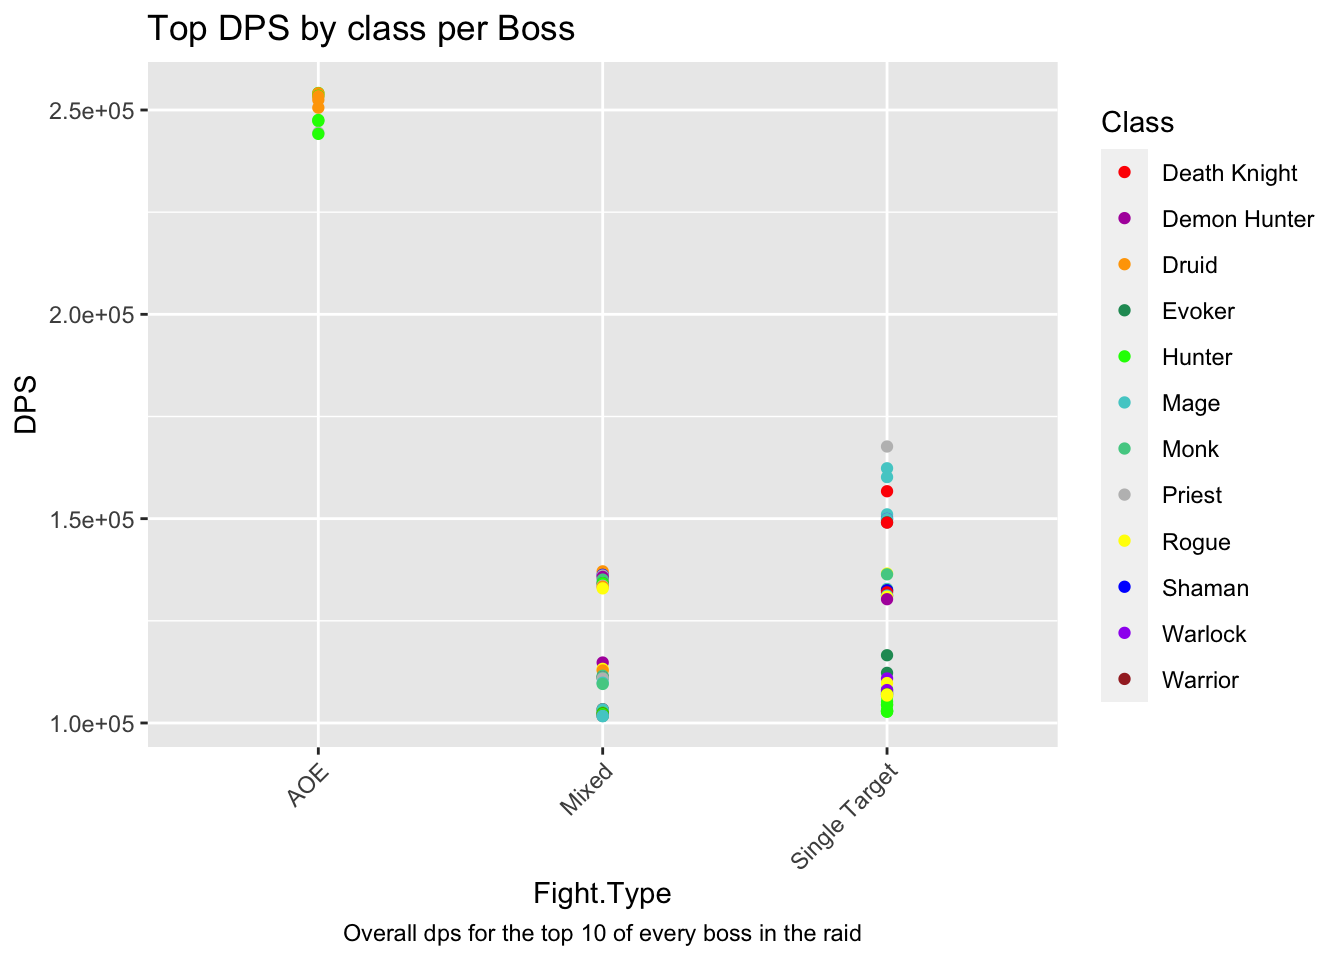 Top DPS by class per Boss
2.5e+05
2.0e+05
1.5e+05
1.0e+05
DPS
AOE
Mixed
Single Target
Fight.Type
Overall dps for the top 10 of every boss in the raid
Class
Death Knight
Demon Hunter
Druid
Evoker
Hunter
Mage
Monk
Priest
Rogue
Shaman
Warlock
Warrior